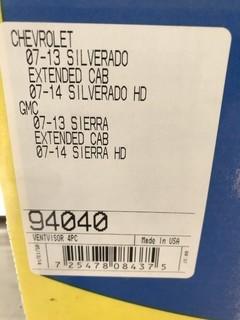 CHEVROLET
07-13 SILVERADO
EXTENDED CAB
07-14 SILVERADO HD
GMC
07-13 SIERRA
EXTENDED CAB
07-14 SIERRA HD
94040
VENTVISOR 4PC
Made In USA
7 25478 08437 5